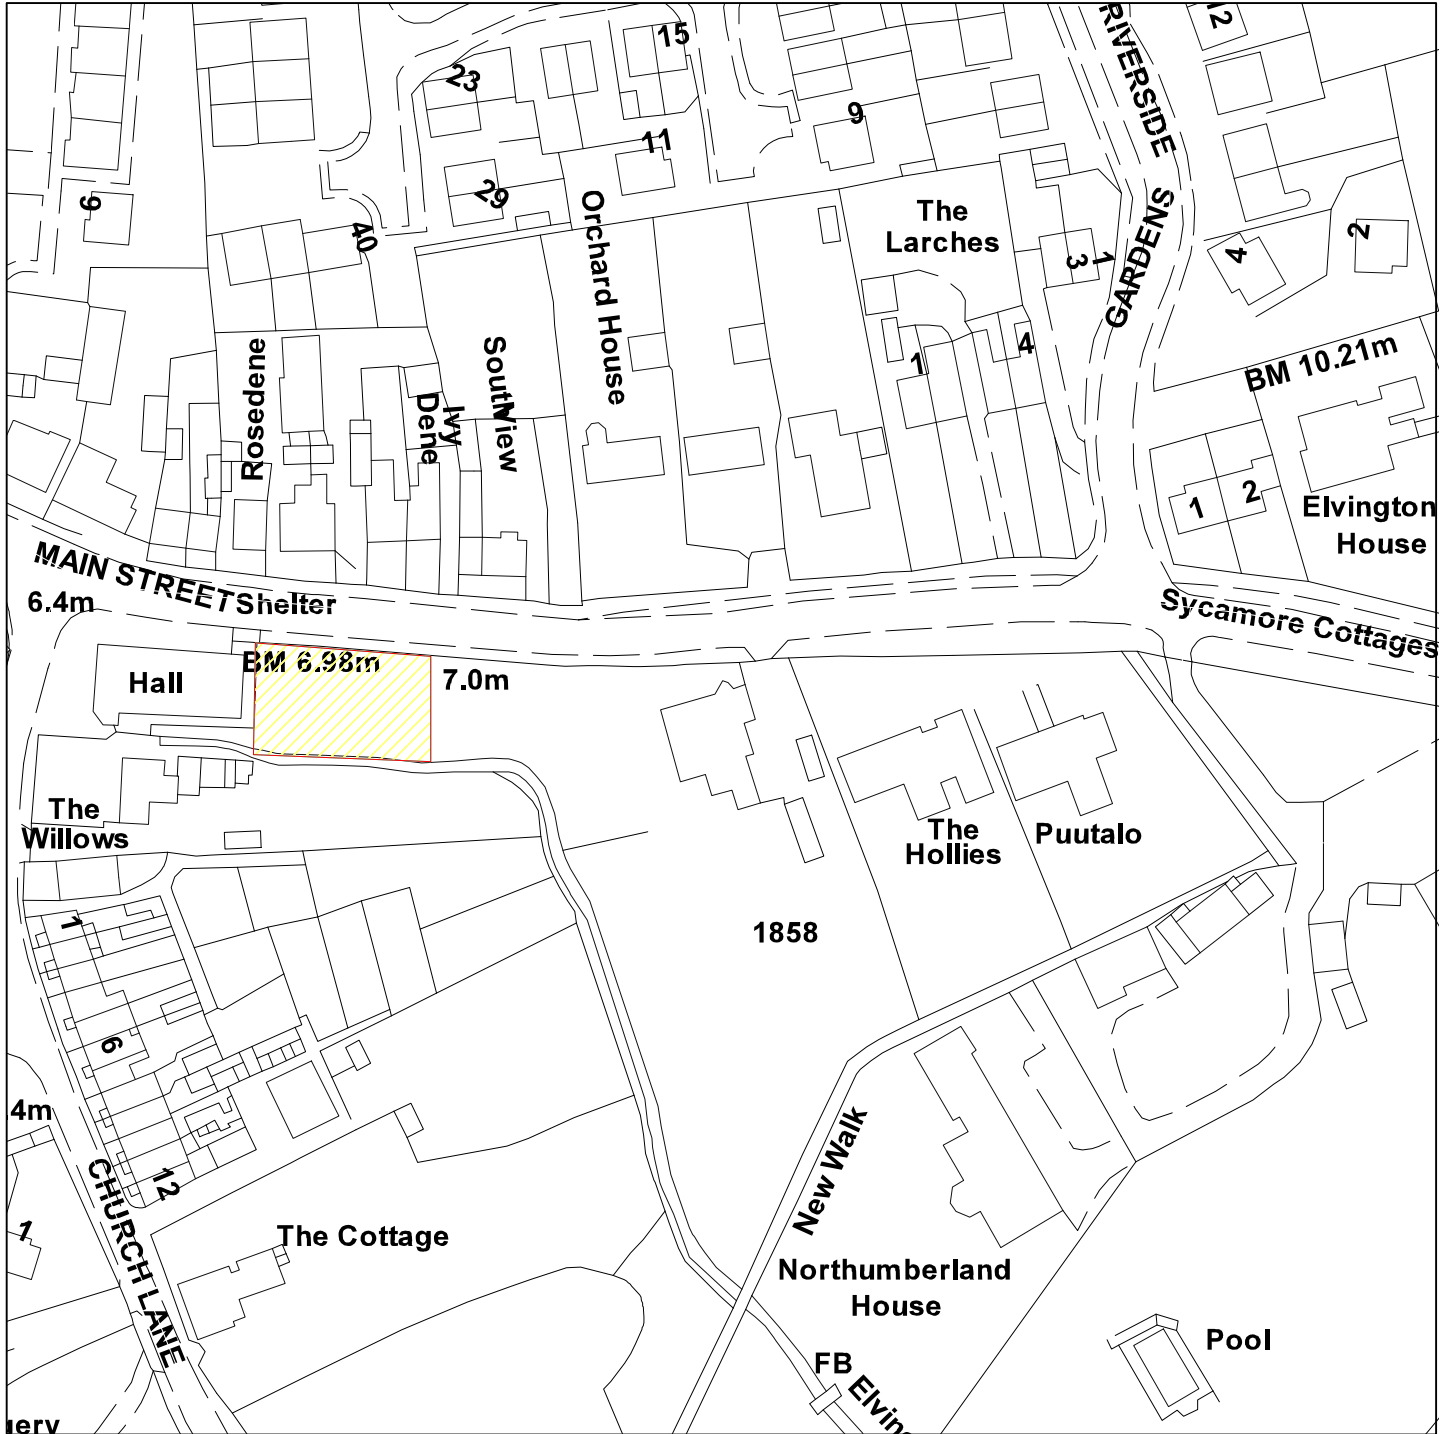 RIVERSIDE
GARDENS
12
15
23
9
11
29
6
40
Orchard House
The
Larches
3
1
4
2
BM 10.21m
Rosedene
Ivy
Dene
SouthView
1
4
1
2
Elvington
House
MAIN STREET
Shelter
6.4m
Sycamore Cottages
Hall
BM 6.98m
7.0m
The
Willows
The
Hollies
Puutalo
1858
1
6
12
4m
1
CHURCH LANE
The Cottage
New Walk
Northumberland
House
Pool
FB